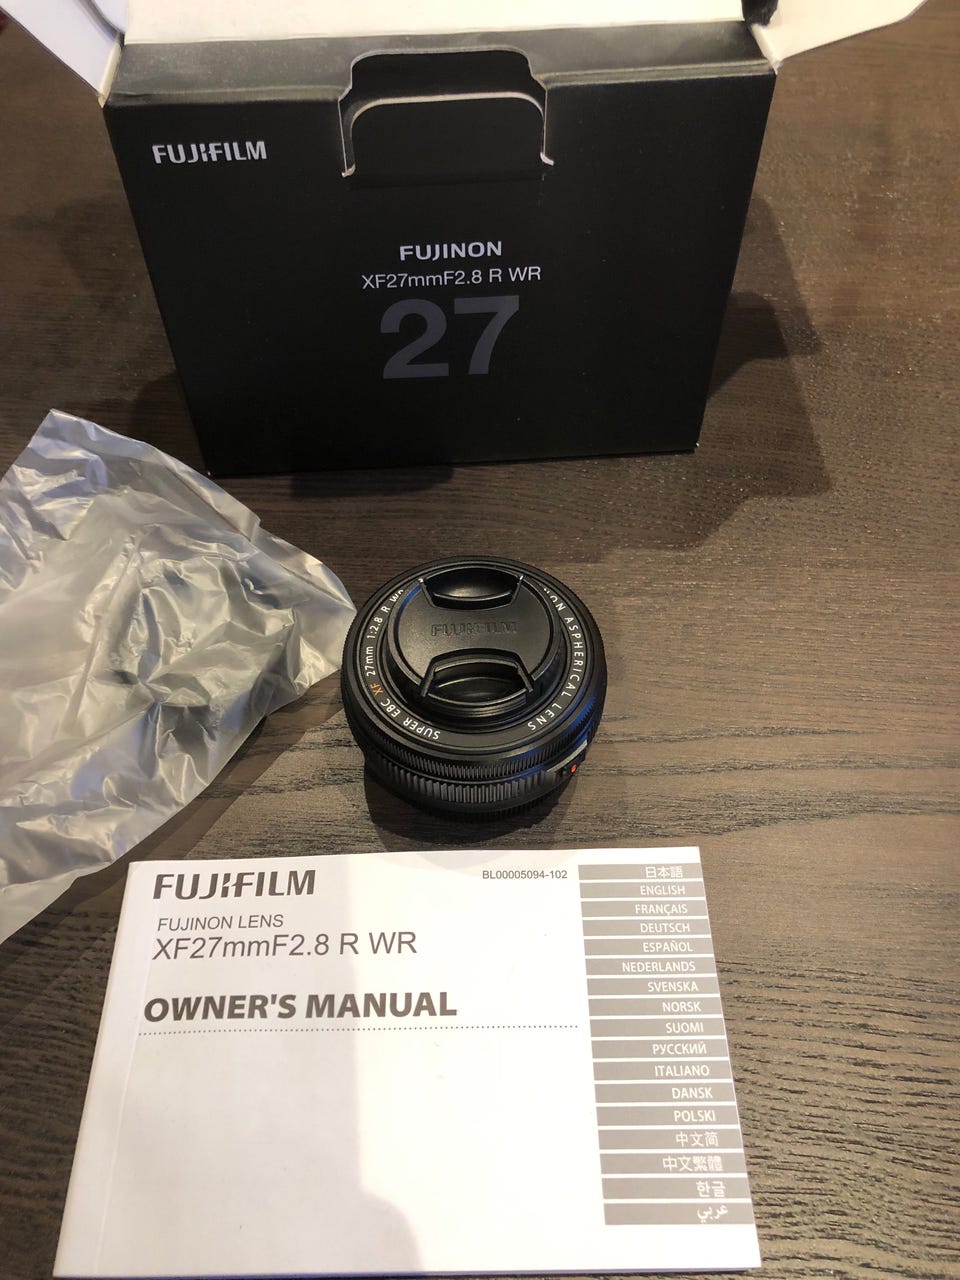 FUJIFILM
FUJINON
XF27mmF2.8 R WR
27
FUJIFILM
SUPER EBC XF 27mm 1:2.8 R WR
ASPHERICAL LENS
FUJIFILM
BL00005094-102
FUJINON LENS
XF27mmF2.8 R WR
OWNER'S MANUAL
日本語
ENGLISH
FRANÇAIS
DEUTSCH
ESPAÑOL
NEDERLANDS
SVENSKA
NORSK
SUOMI
РУССКИЙ
ITALIANO
DANSK
POLSKI
中文简
中文繁體
한글
عربي